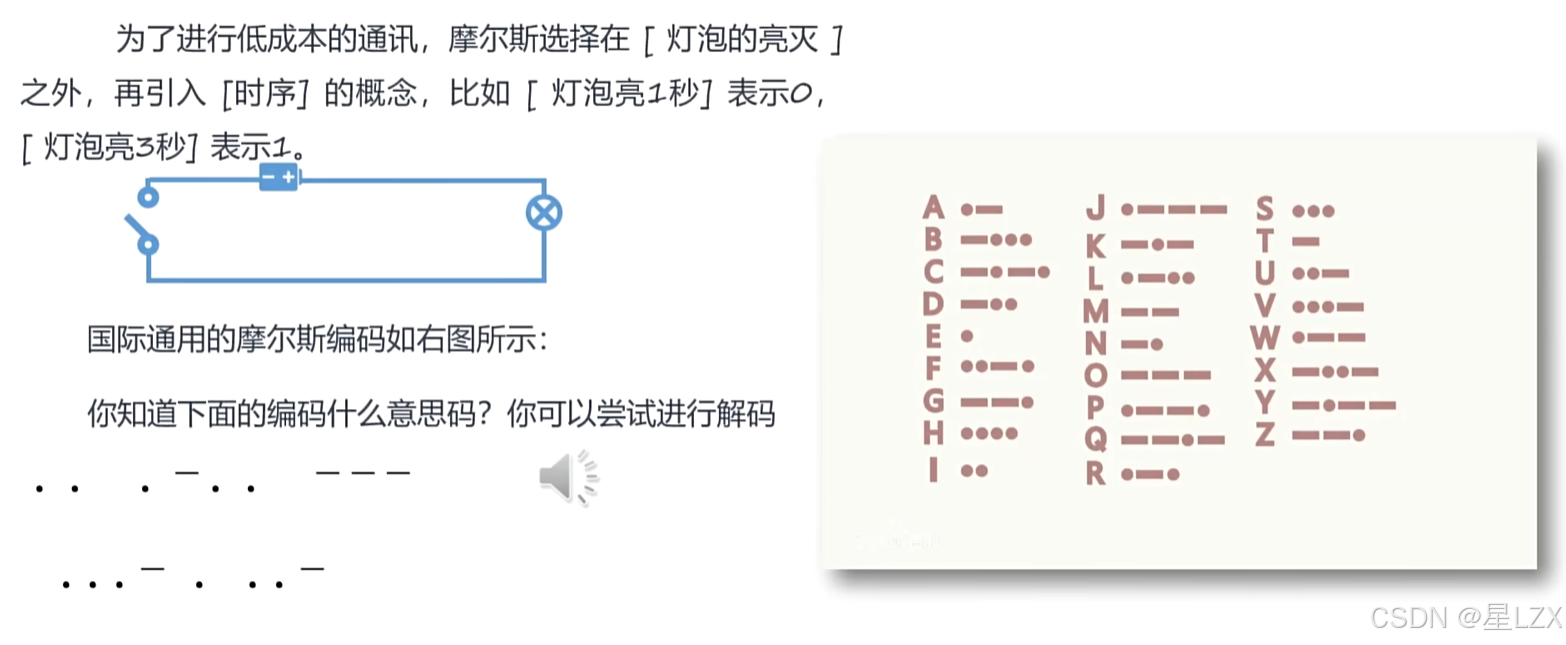 为了进行低成本的通讯，摩尔斯选择在 [ 灯泡的亮灭 ]
之外，再引入 [时序] 的概念，比如 [ 灯泡亮1秒] 表示0，
[ 灯泡亮3秒] 表示1。
- +
国际通用的摩尔斯编码如右图所示：
你知道下面的编码什么意思码？你可以尝试进行解码
. . . — . . — — —
. . . — . . . —
A •—
B —•••
C —•—•
D —••
E •
F ••—•
G ——•
H ••••
I ••
J •———
K —•—
L •—••
M ——
N —•
O ———
P •——•
Q ——•—
R •—•
S •••
T —
U ••—
V •••—
W •——
X —••—
Y —•——
Z ——•
CSDN @星LZX